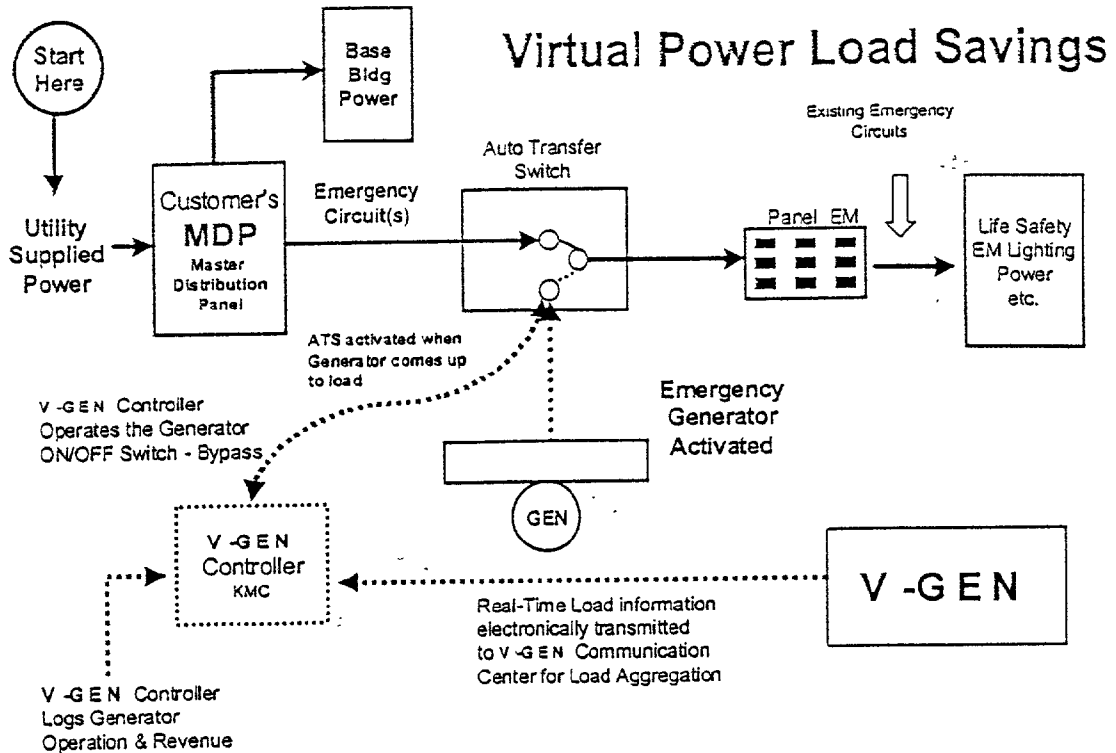 Virtual Power Load Savings
Start
Here
Base
Bldg
Power
Existing Emergency
Circuits
Auto Transfer
Switch
Customer's
MDP
Master
Distribution
Panel
Emergency
Circuit(s)
Utility
Supplied
Power
Panel EM
Life Safety
EM Lighting
Power
etc.
ATS activated when
Generator comes up
to load
V-GEN Controller
Operates the Generator
ON/OFF Switch - Bypass
Emergency
Generator
Activated
GEN
V-GEN
Controller
KMC
V-GEN
Real-Time Load information
electronically transmitted
to V-GEN Communication
Center for Load Aggregation
V-GEN Controller
Logs Generator
Operation & Revenue